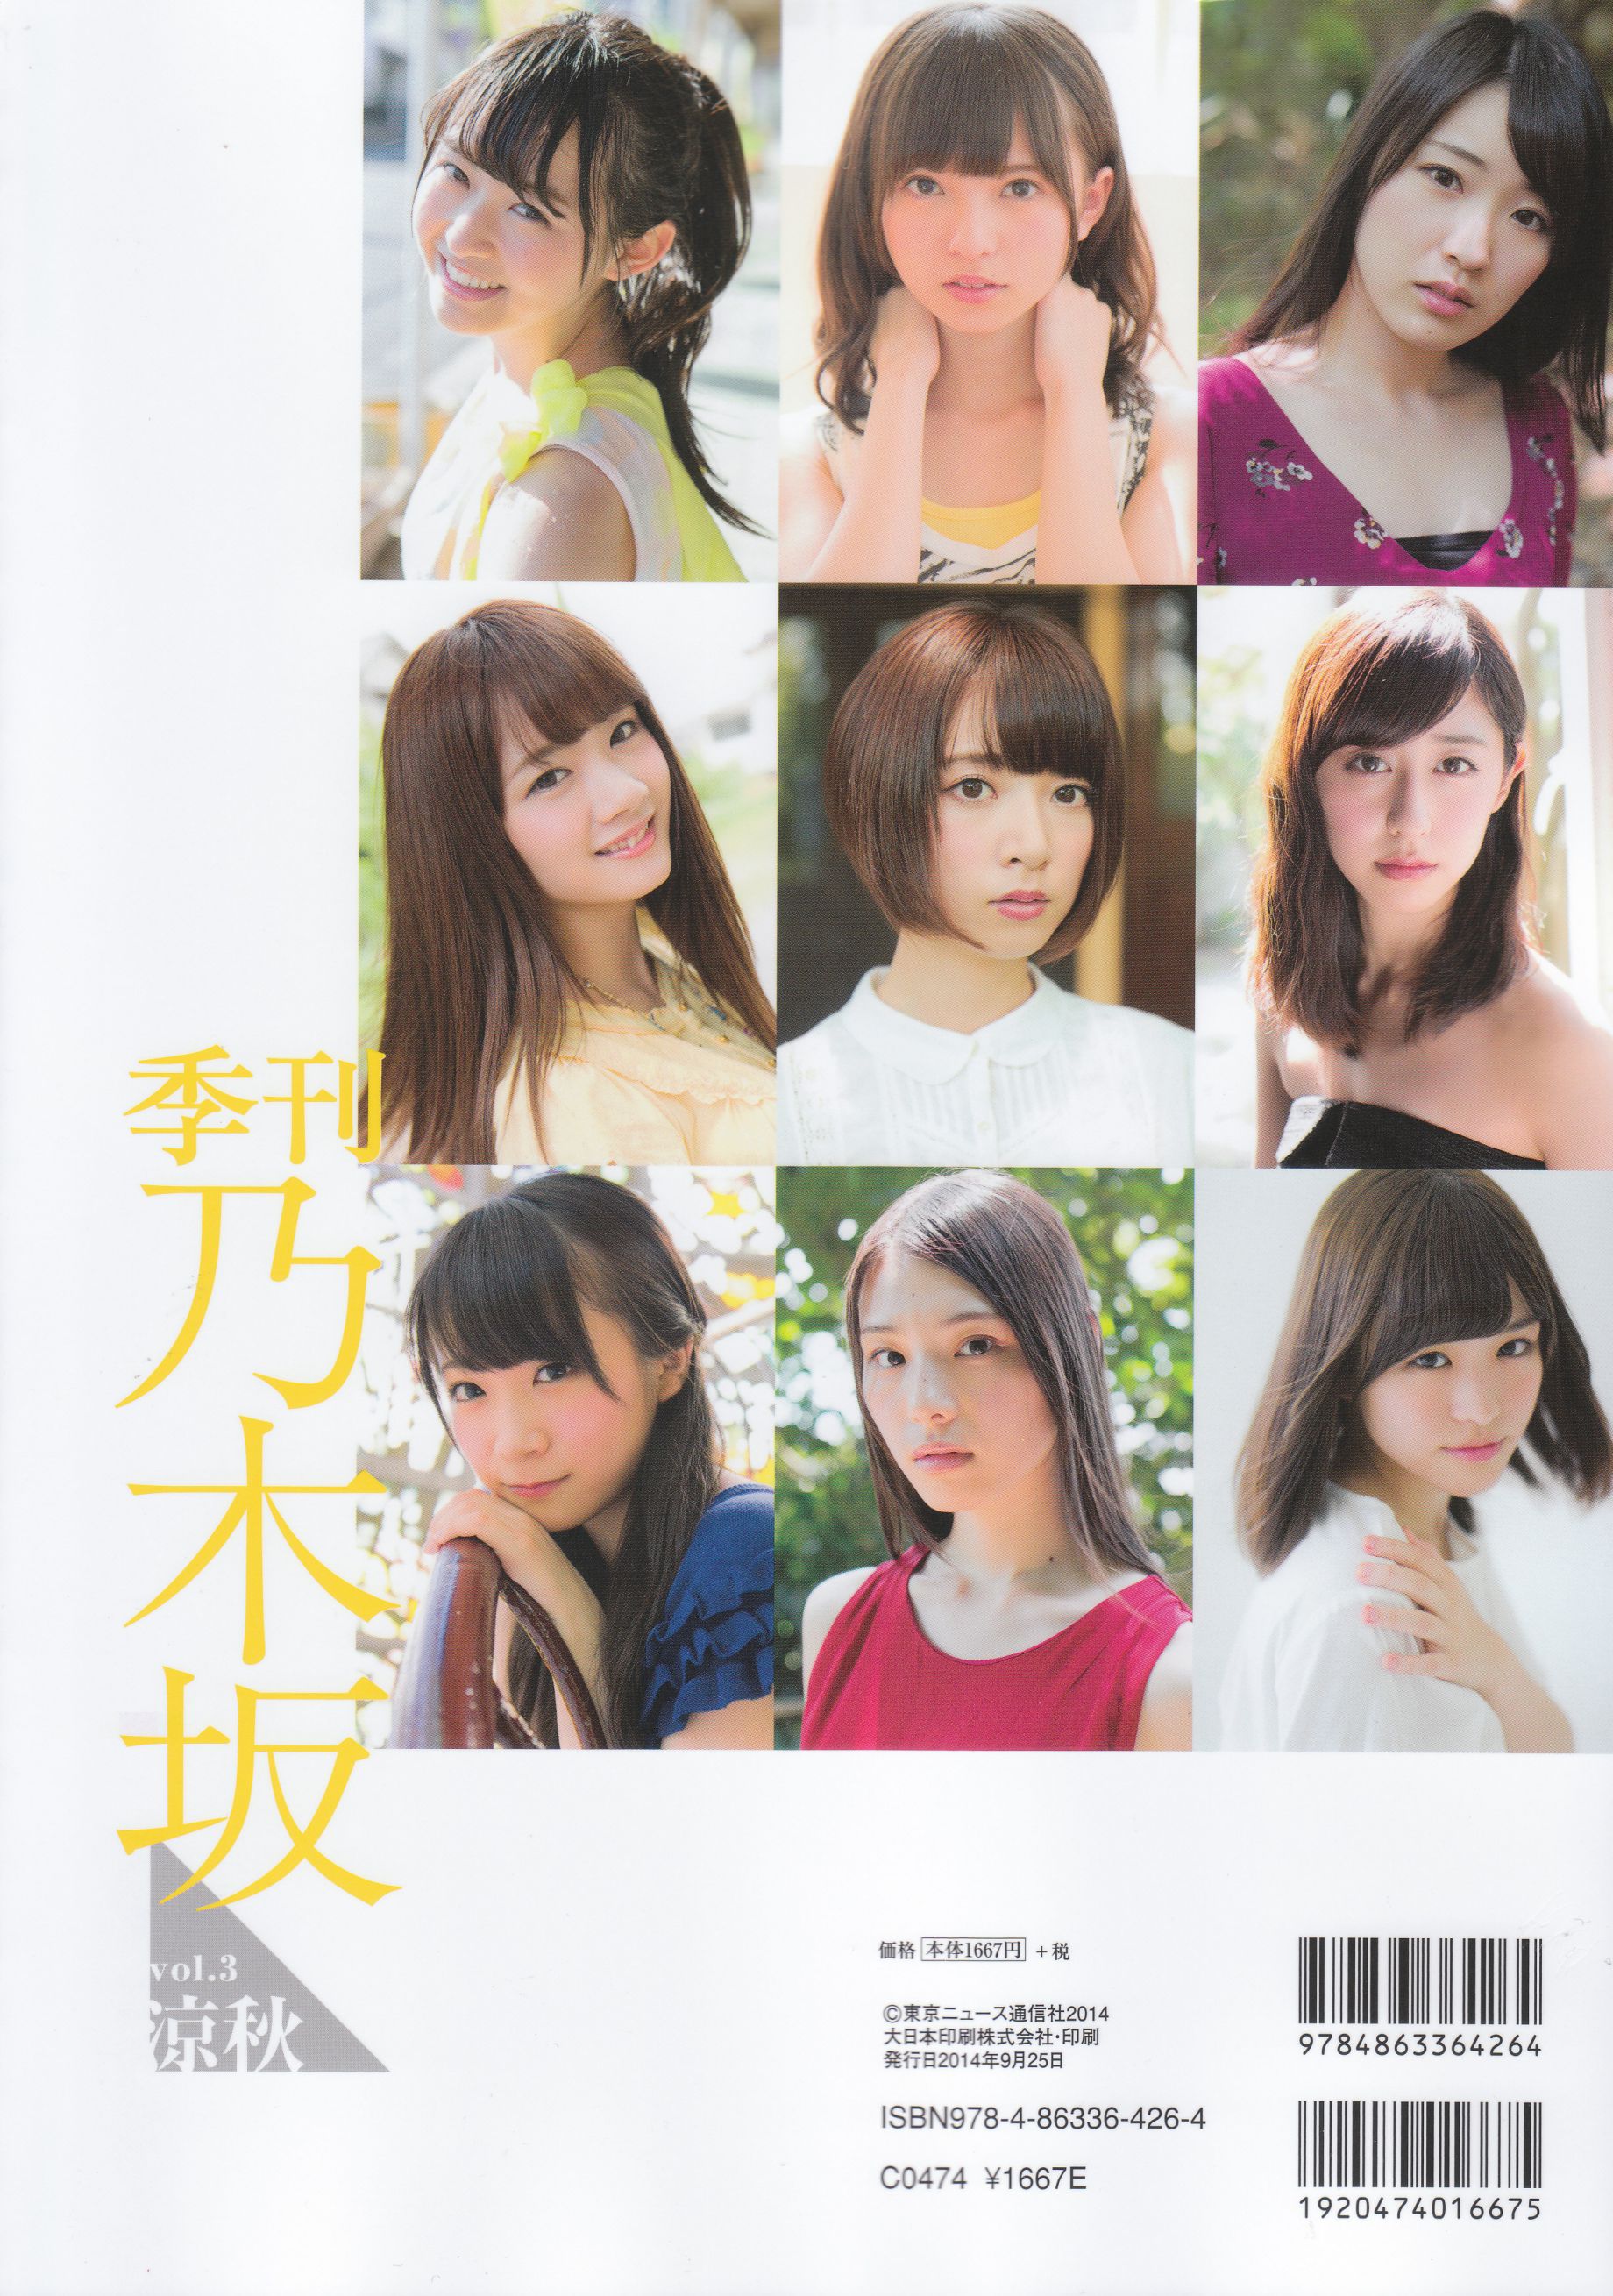 季刊
乃木坂
vol.3
涼秋
価格 本体1667円 +税
©東京ニュース通信社2014
大日本印刷株式会社・印刷
発行日2014年9月25日
ISBN978-4-86336-426-4
C0474 ¥1667E
9784863364264
1920474016675